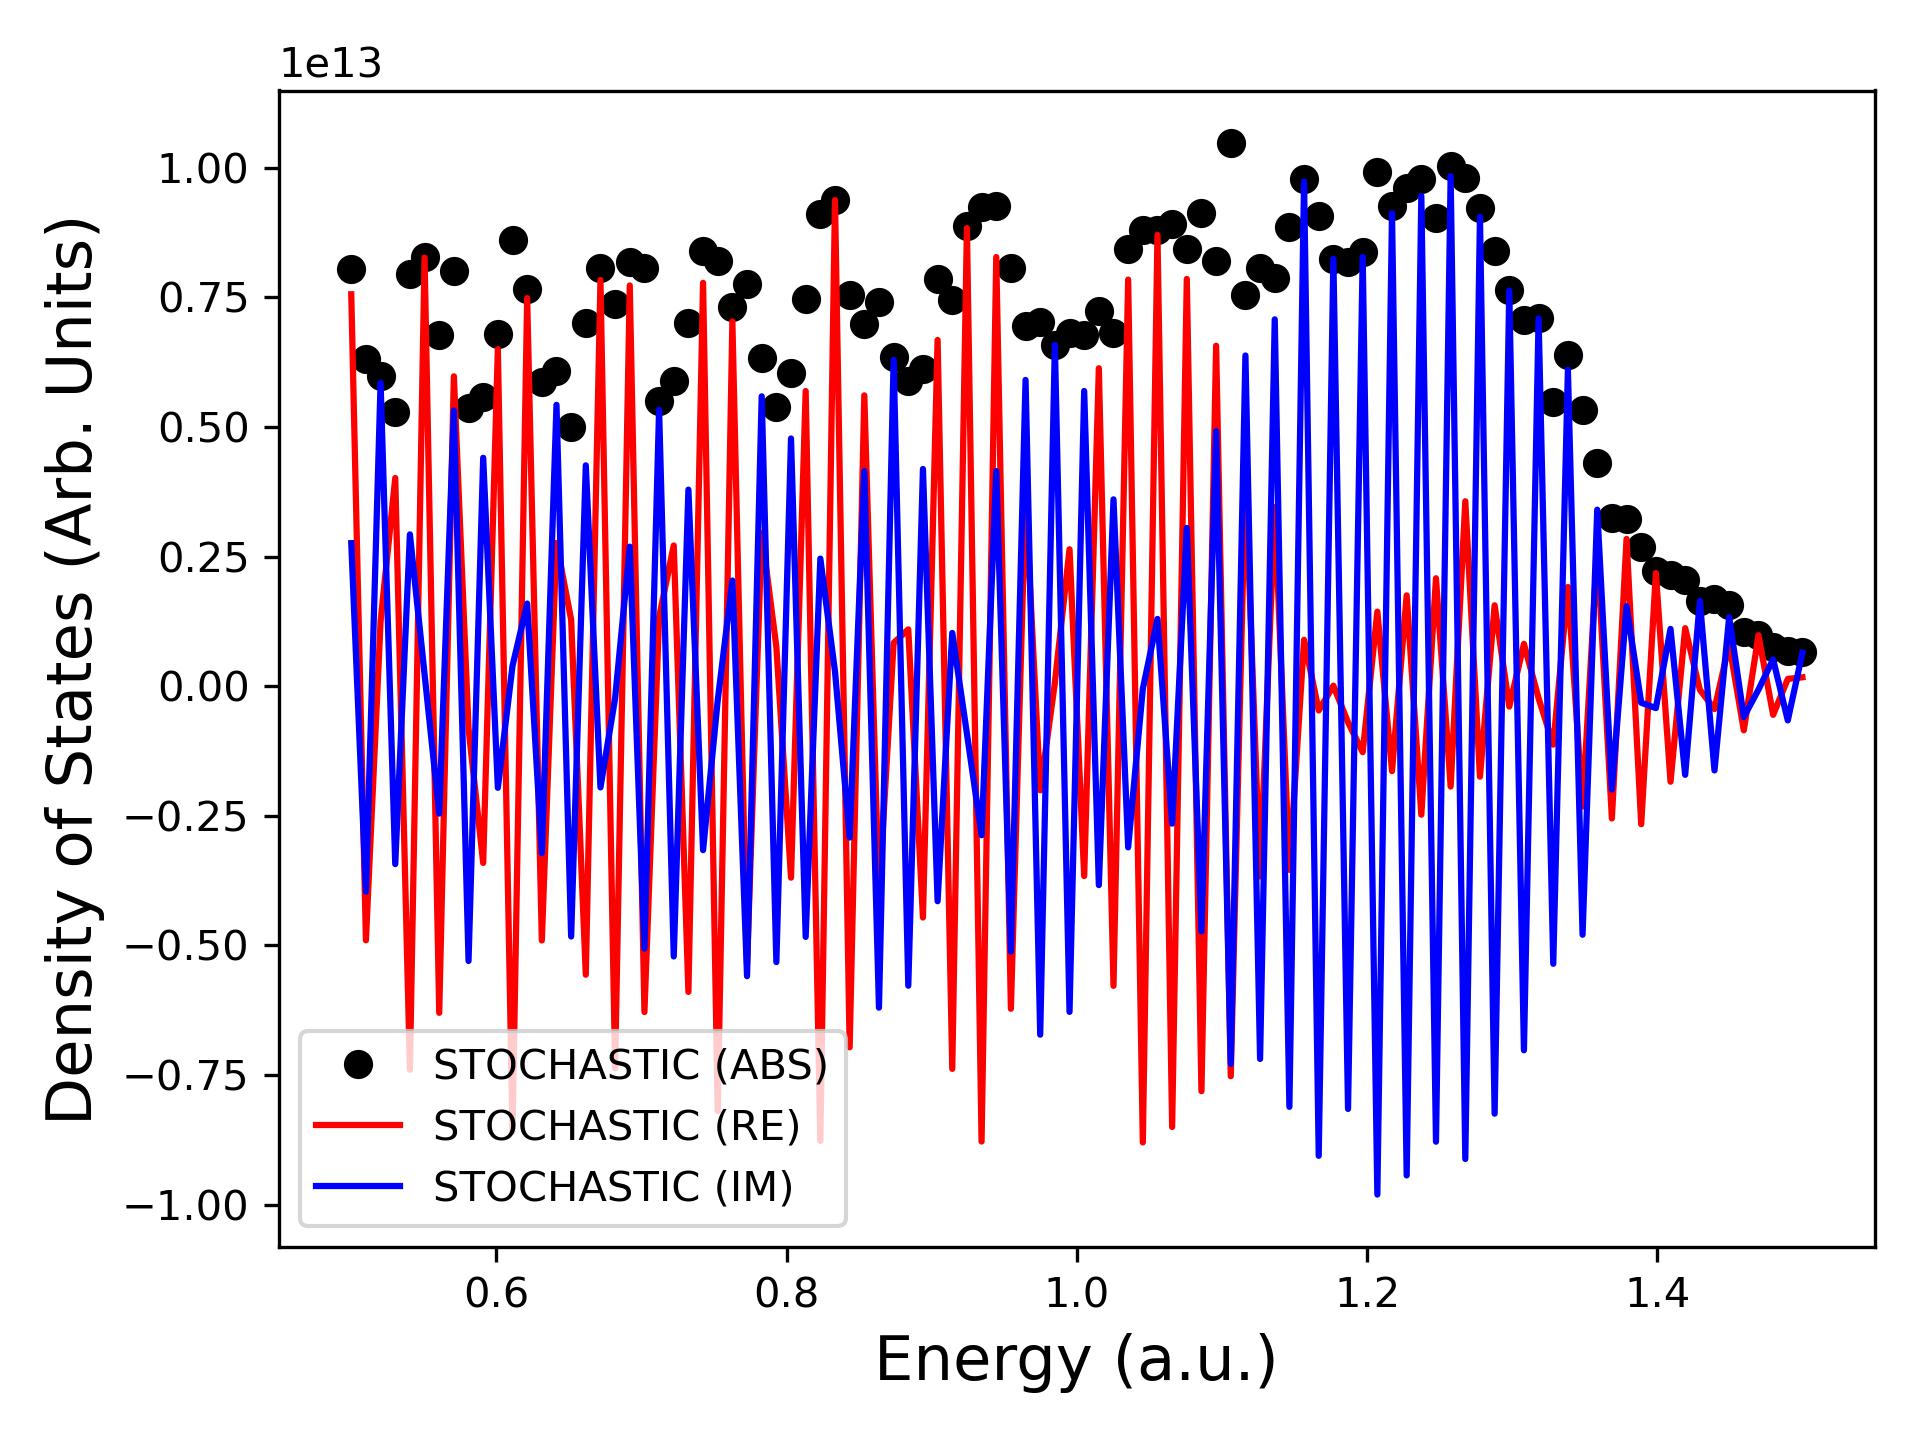 1e13
1.00
0.75
0.50
0.25
0.00
−0.25
−0.50
−0.75
−1.00
Density of States (Arb. Units)
STOCHASTIC (ABS)
STOCHASTIC (RE)
STOCHASTIC (IM)
0.6 0.8 1.0 1.2 1.4
Energy (a.u.)